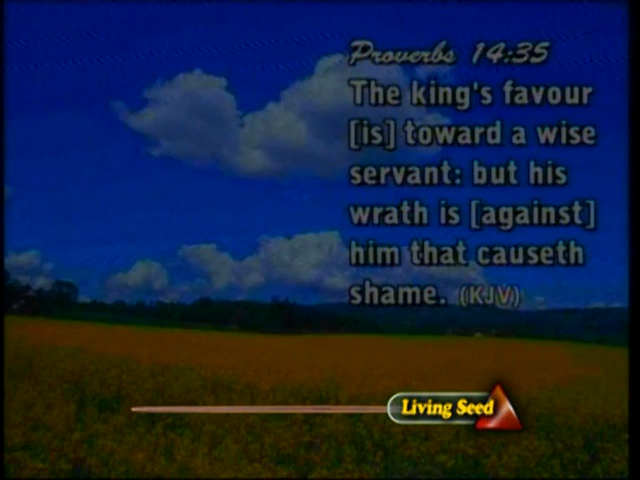 Proverbs 14:35
The king's favour
[is] toward a wise
servant: but his
wrath is [against]
him that causeth
shame. (KJV)
Living Seed